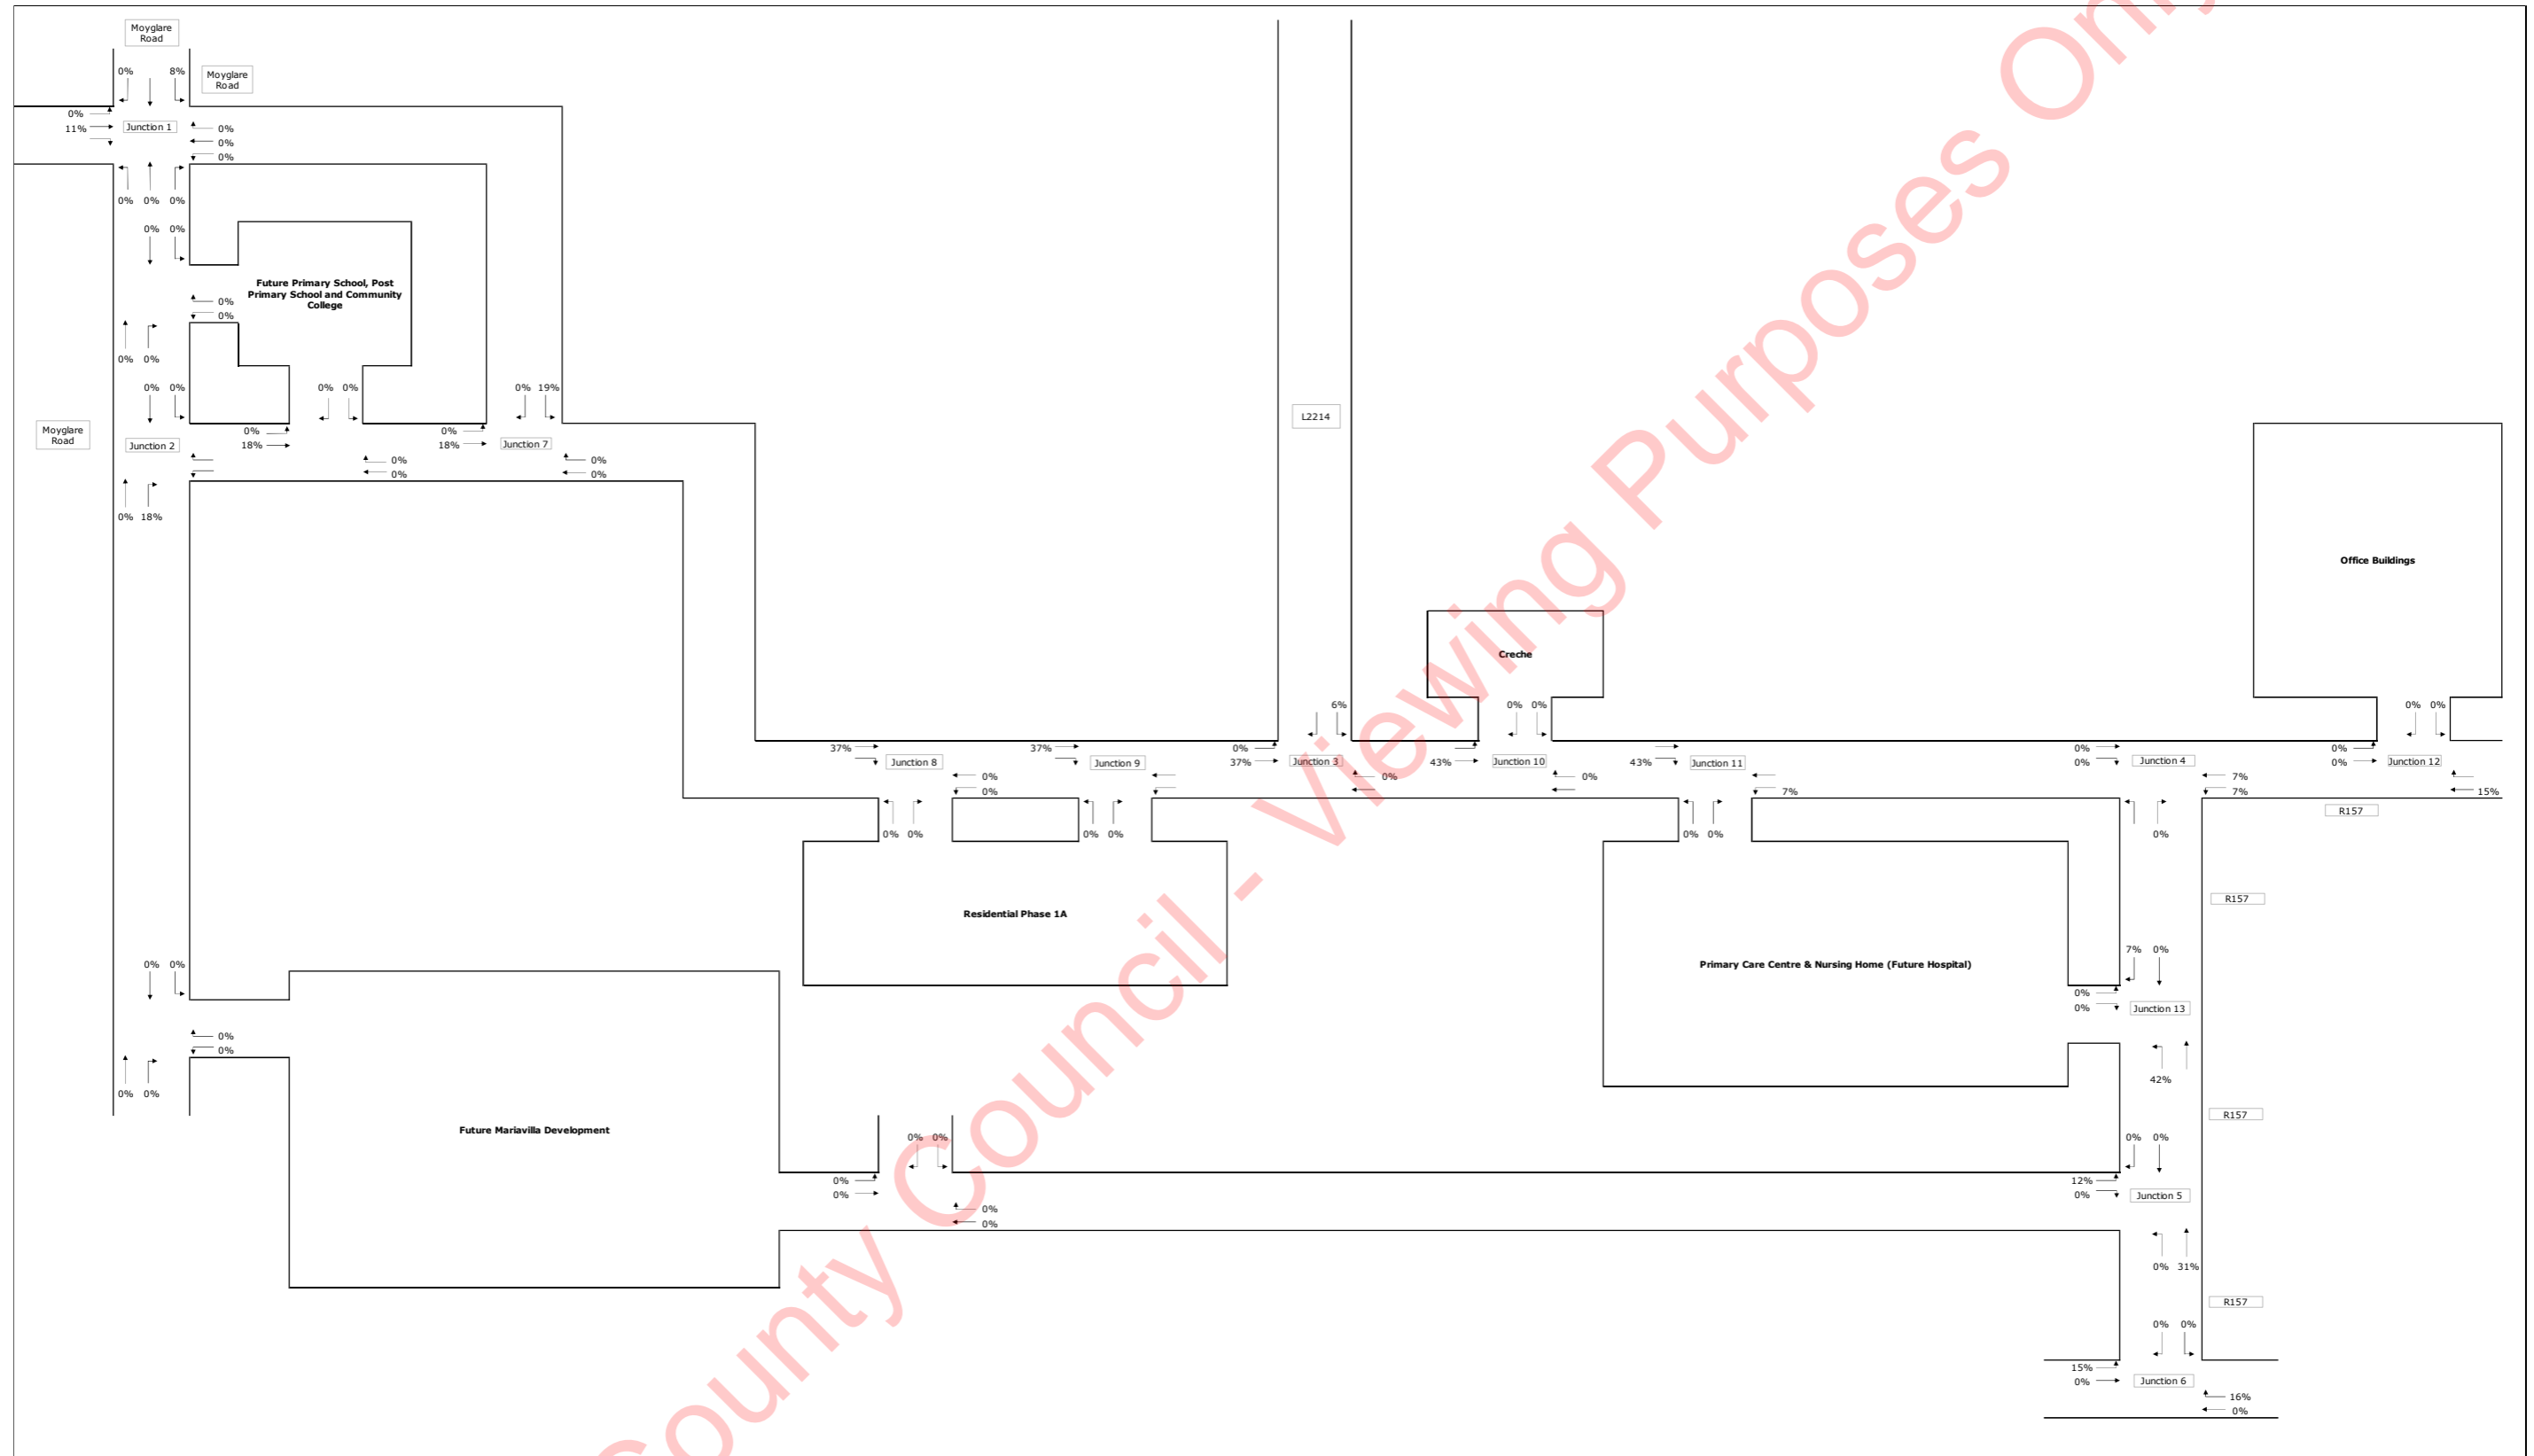 Moyglare
Road
0% 8%
Moyglare
Road
0%
11%
Junction 1
0%
0%
0%
0% 0% 0%
0% 0%
Future Primary School, Post
Primary School and Community
College
0%
0%
0% 0%
0% 0%
0% 0%
0% 19%
Moyglare
Road
Junction 2
0%
18%
0%
18%
Junction 7
0%
0%
0%
0%
0% 18%
L2214
Office Buildings
Creche
6%
0% 0%
0% 0%
37%
Junction 8
37%
Junction 9
0%
37%
Junction 3
43%
Junction 10
43%
Junction 11
0%
0%
Junction 4
0%
0%
Junction 12
0%
0%
0%
0%
7%
7%
7%
15%
R157
0% 0%
0% 0%
0% 0%
0%
R157
Residential Phase 1A
Primary Care Centre & Nursing Home (Future Hospital)
7% 0%
0% 0%
0%
0%
Junction 13
0%
0%
0% 0%
42%
R157
Future Mariavilla Development
0% 0%
0% 0%
0%
0%
12%
0%
Junction 5
0%
0%
0% 31%
R157
0% 0%
15%
0%
Junction 6
16%
0%
County Council - Viewing Purposes Only